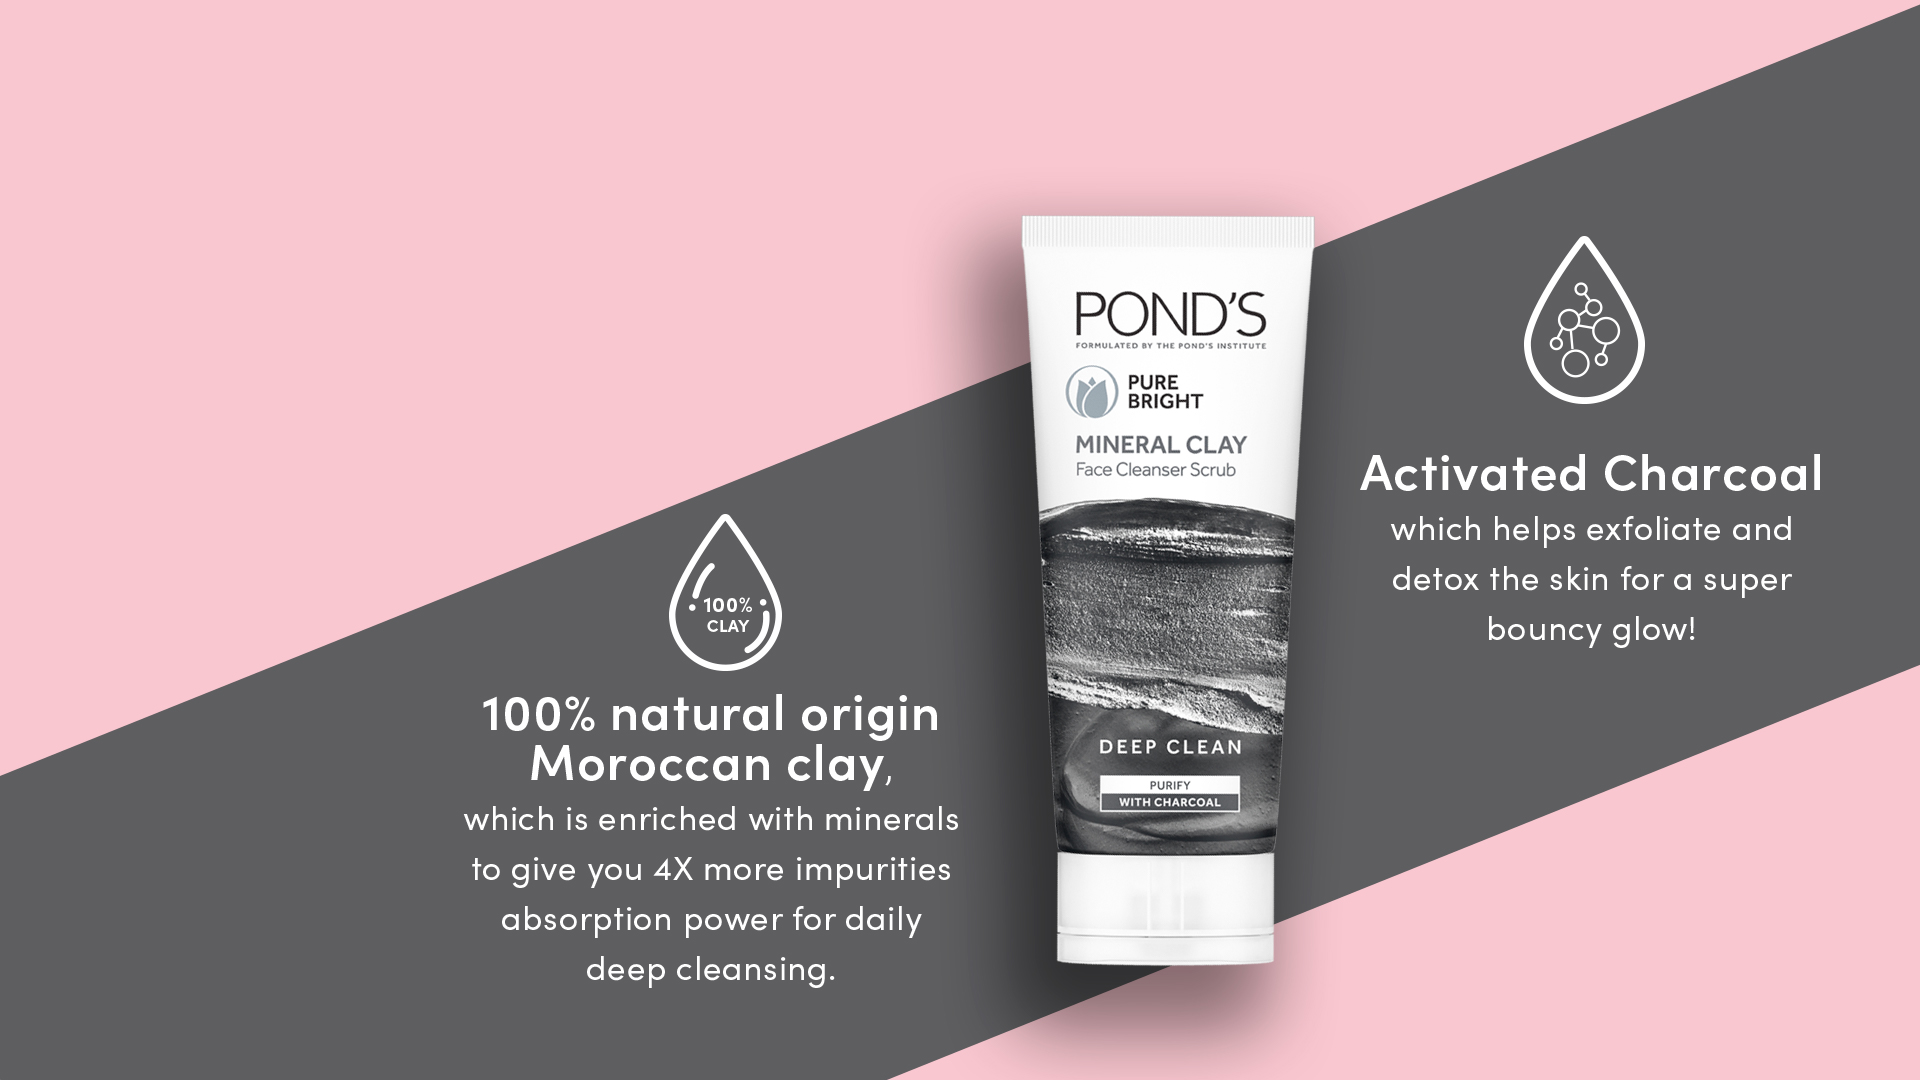 POND'S
FORMULATED BY THE POND'S INSTITUTE
PURE
BRIGHT
MINERAL CLAY
Face Cleanser Scrub
DEEP CLEAN
PURIFY
WITH CHARCOAL
100%
CLAY
100% natural origin
Moroccan clay,
which is enriched with minerals
to give you 4X more impurities
absorption power for daily
deep cleansing.
Activated Charcoal
which helps exfoliate and
detox the skin for a super
bouncy glow!